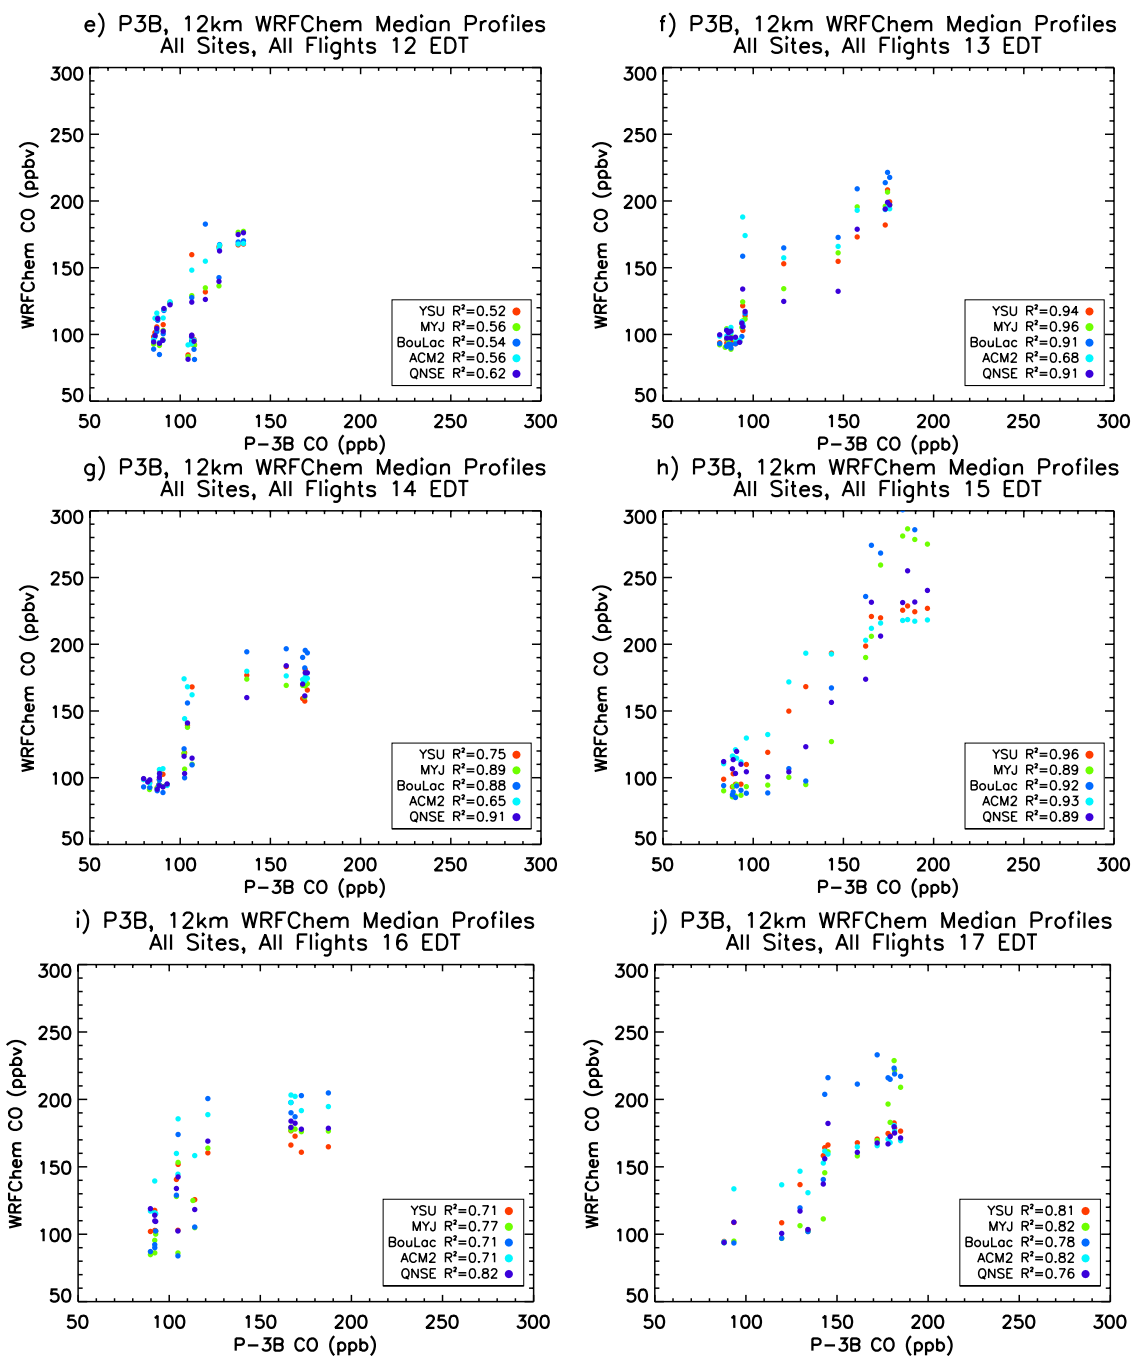 e) P3B, 12km WRFChem Median Profiles
All Sites, All Flights 12 EDT
300
250
200
150
100
50
WRFChem CO (ppbv)
YSU R²=0.52
MYJ R²=0.56
BouLac R²=0.54
ACM2 R²=0.56
QNSE R²=0.62
50 100 150 200 250 300
P-3B CO (ppb)
f) P3B, 12km WRFChem Median Profiles
All Sites, All Flights 13 EDT
300
250
200
150
100
50
WRFChem CO (ppbv)
YSU R²=0.94
MYJ R²=0.96
BouLac R²=0.91
ACM2 R²=0.68
QNSE R²=0.91
50 100 150 200 250 300
P-3B CO (ppb)
g) P3B, 12km WRFChem Median Profiles
All Sites, All Flights 14 EDT
300
250
200
150
100
50
WRFChem CO (ppbv)
YSU R²=0.75
MYJ R²=0.89
BouLac R²=0.88
ACM2 R²=0.65
QNSE R²=0.91
50 100 150 200 250 300
P-3B CO (ppb)
h) P3B, 12km WRFChem Median Profiles
All Sites, All Flights 15 EDT
300
250
200
150
100
50
WRFChem CO (ppbv)
YSU R²=0.96
MYJ R²=0.89
BouLac R²=0.92
ACM2 R²=0.93
QNSE R²=0.89
50 100 150 200 250 300
P-3B CO (ppb)
i) P3B, 12km WRFChem Median Profiles
All Sites, All Flights 16 EDT
300
250
200
150
100
50
WRFChem CO (ppbv)
YSU R²=0.71
MYJ R²=0.77
BouLac R²=0.71
ACM2 R²=0.71
QNSE R²=0.82
50 100 150 200 250 300
P-3B CO (ppb)
j) P3B, 12km WRFChem Median Profiles
All Sites, All Flights 17 EDT
300
250
200
150
100
50
WRFChem CO (ppbv)
YSU R²=0.81
MYJ R²=0.82
BouLac R²=0.78
ACM2 R²=0.82
QNSE R²=0.76
50 100 150 200 250 300
P-3B CO (ppb)